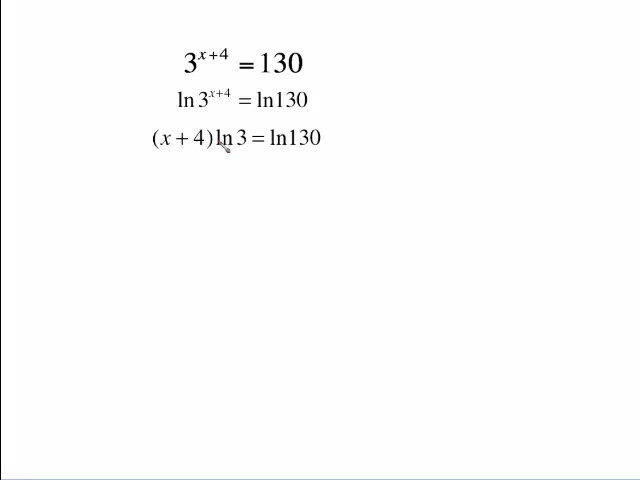 3^{x+4} = 130
ln 3^{x+4} = ln130
(x + 4) ln 3 = ln130